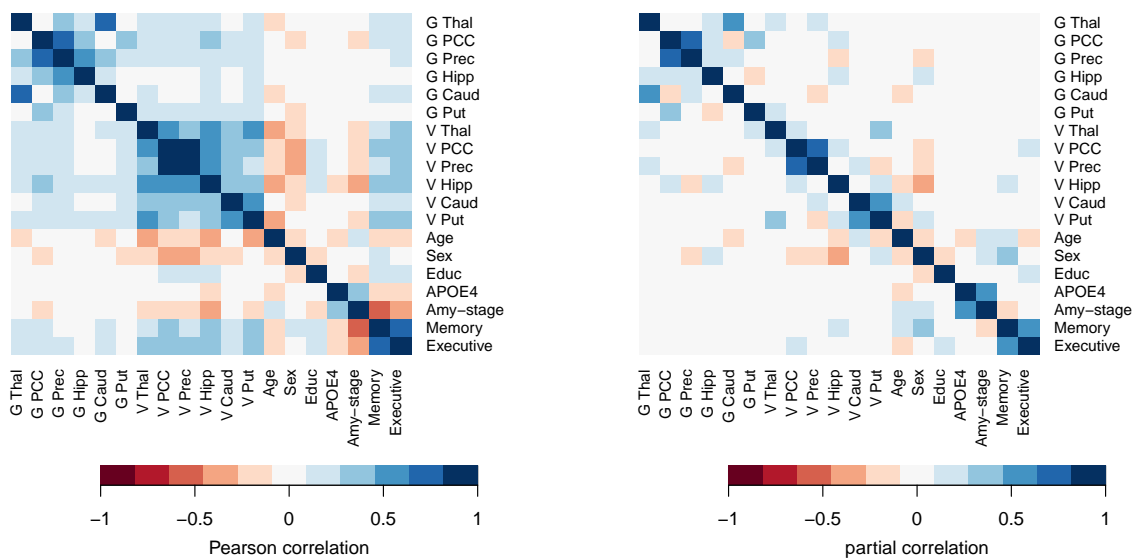 G Thal
G PCC
G Prec
G Hipp
G Caud
G Put
V Thal
V PCC
V Prec
V Hipp
V Caud
V Put
Age
Sex
Educ
APOE4
Amy−stage
Memory
Executive
G Thal
G PCC
G Prec
G Hipp
G Caud
G Put
V Thal
V PCC
V Prec
V Hipp
V Caud
V Put
Age
Sex
Educ
APOE4
Amy−stage
Memory
Executive
−1 −0.5 0 0.5 1
Pearson correlation
G Thal
G PCC
G Prec
G Hipp
G Caud
G Put
V Thal
V PCC
V Prec
V Hipp
V Caud
V Put
Age
Sex
Educ
APOE4
Amy−stage
Memory
Executive
G Thal
G PCC
G Prec
G Hipp
G Caud
G Put
V Thal
V PCC
V Prec
V Hipp
V Caud
V Put
Age
Sex
Educ
APOE4
Amy−stage
Memory
Executive
−1 −0.5 0 0.5 1
partial correlation